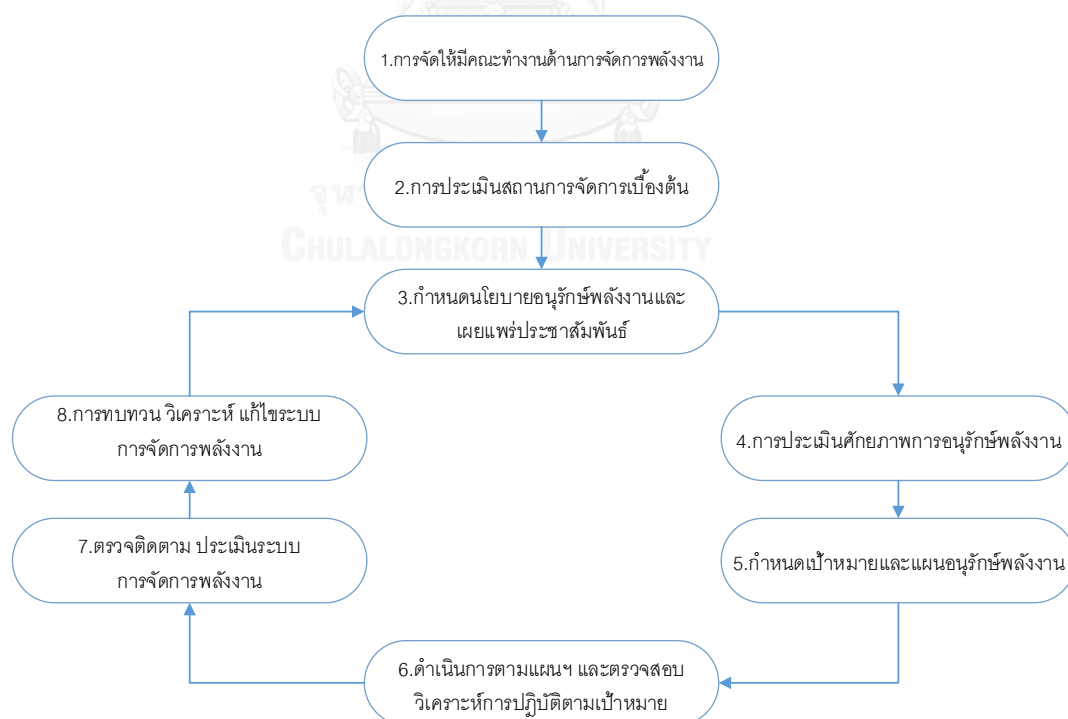 1.การจัดให้มีคณะทำงานด้านการจัดการพลังงาน
2.การประเมินสถานการจัดการเบื้องต้น
CHULALONGKORN UNIVERSITY
3.กำหนดนโยบายอนุรักษ์พลังงานและ
เผยแพร่ประชาสัมพันธ์
8.การทบทวน วิเคราะห์ แก้ไขระบบ
การจัดการพลังงาน
4.การประเมินศักยภาพการอนุรักษ์พลังงาน
7.ตรวจติดตาม ประเมินระบบ
การจัดการพลังงาน
5.กำหนดเป้าหมายและแผนอนุรักษ์พลังงาน
6.ดำเนินการตามแผนฯ และตรวจสอบ
วิเคราะห์การปฏิบัติตามเป้าหมาย